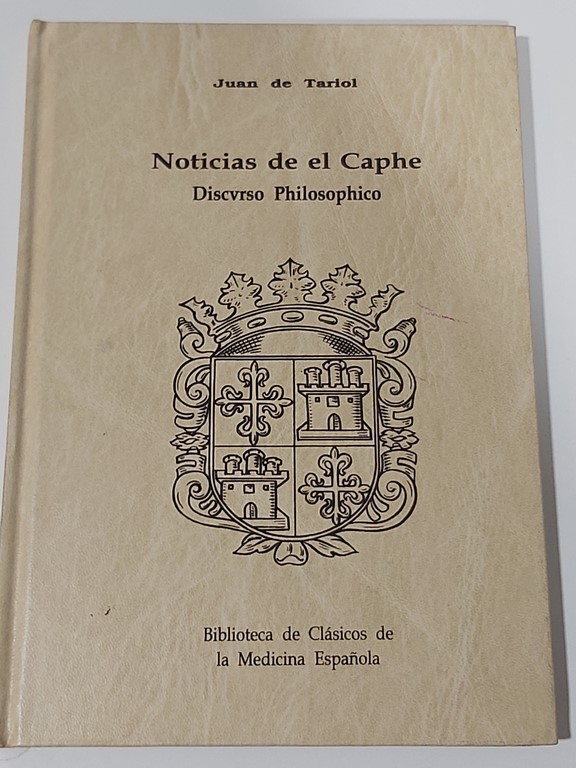 Juan de Tariol
Noticias de el Caphe
Discvrso Philosophico
Biblioteca de Clásicos de
la Medicina Española